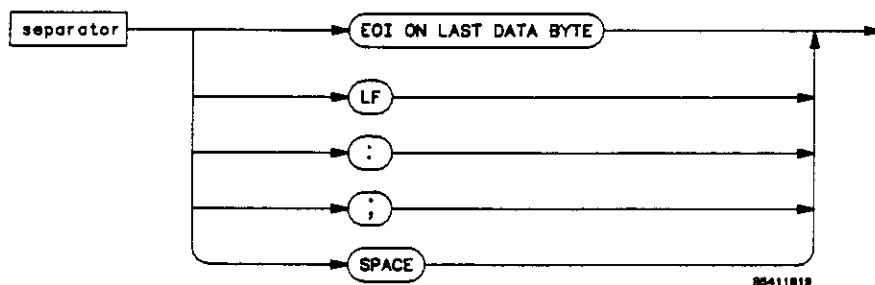 separator
EOI ON LAST DATA BYTE
LF
:
;
SPACE